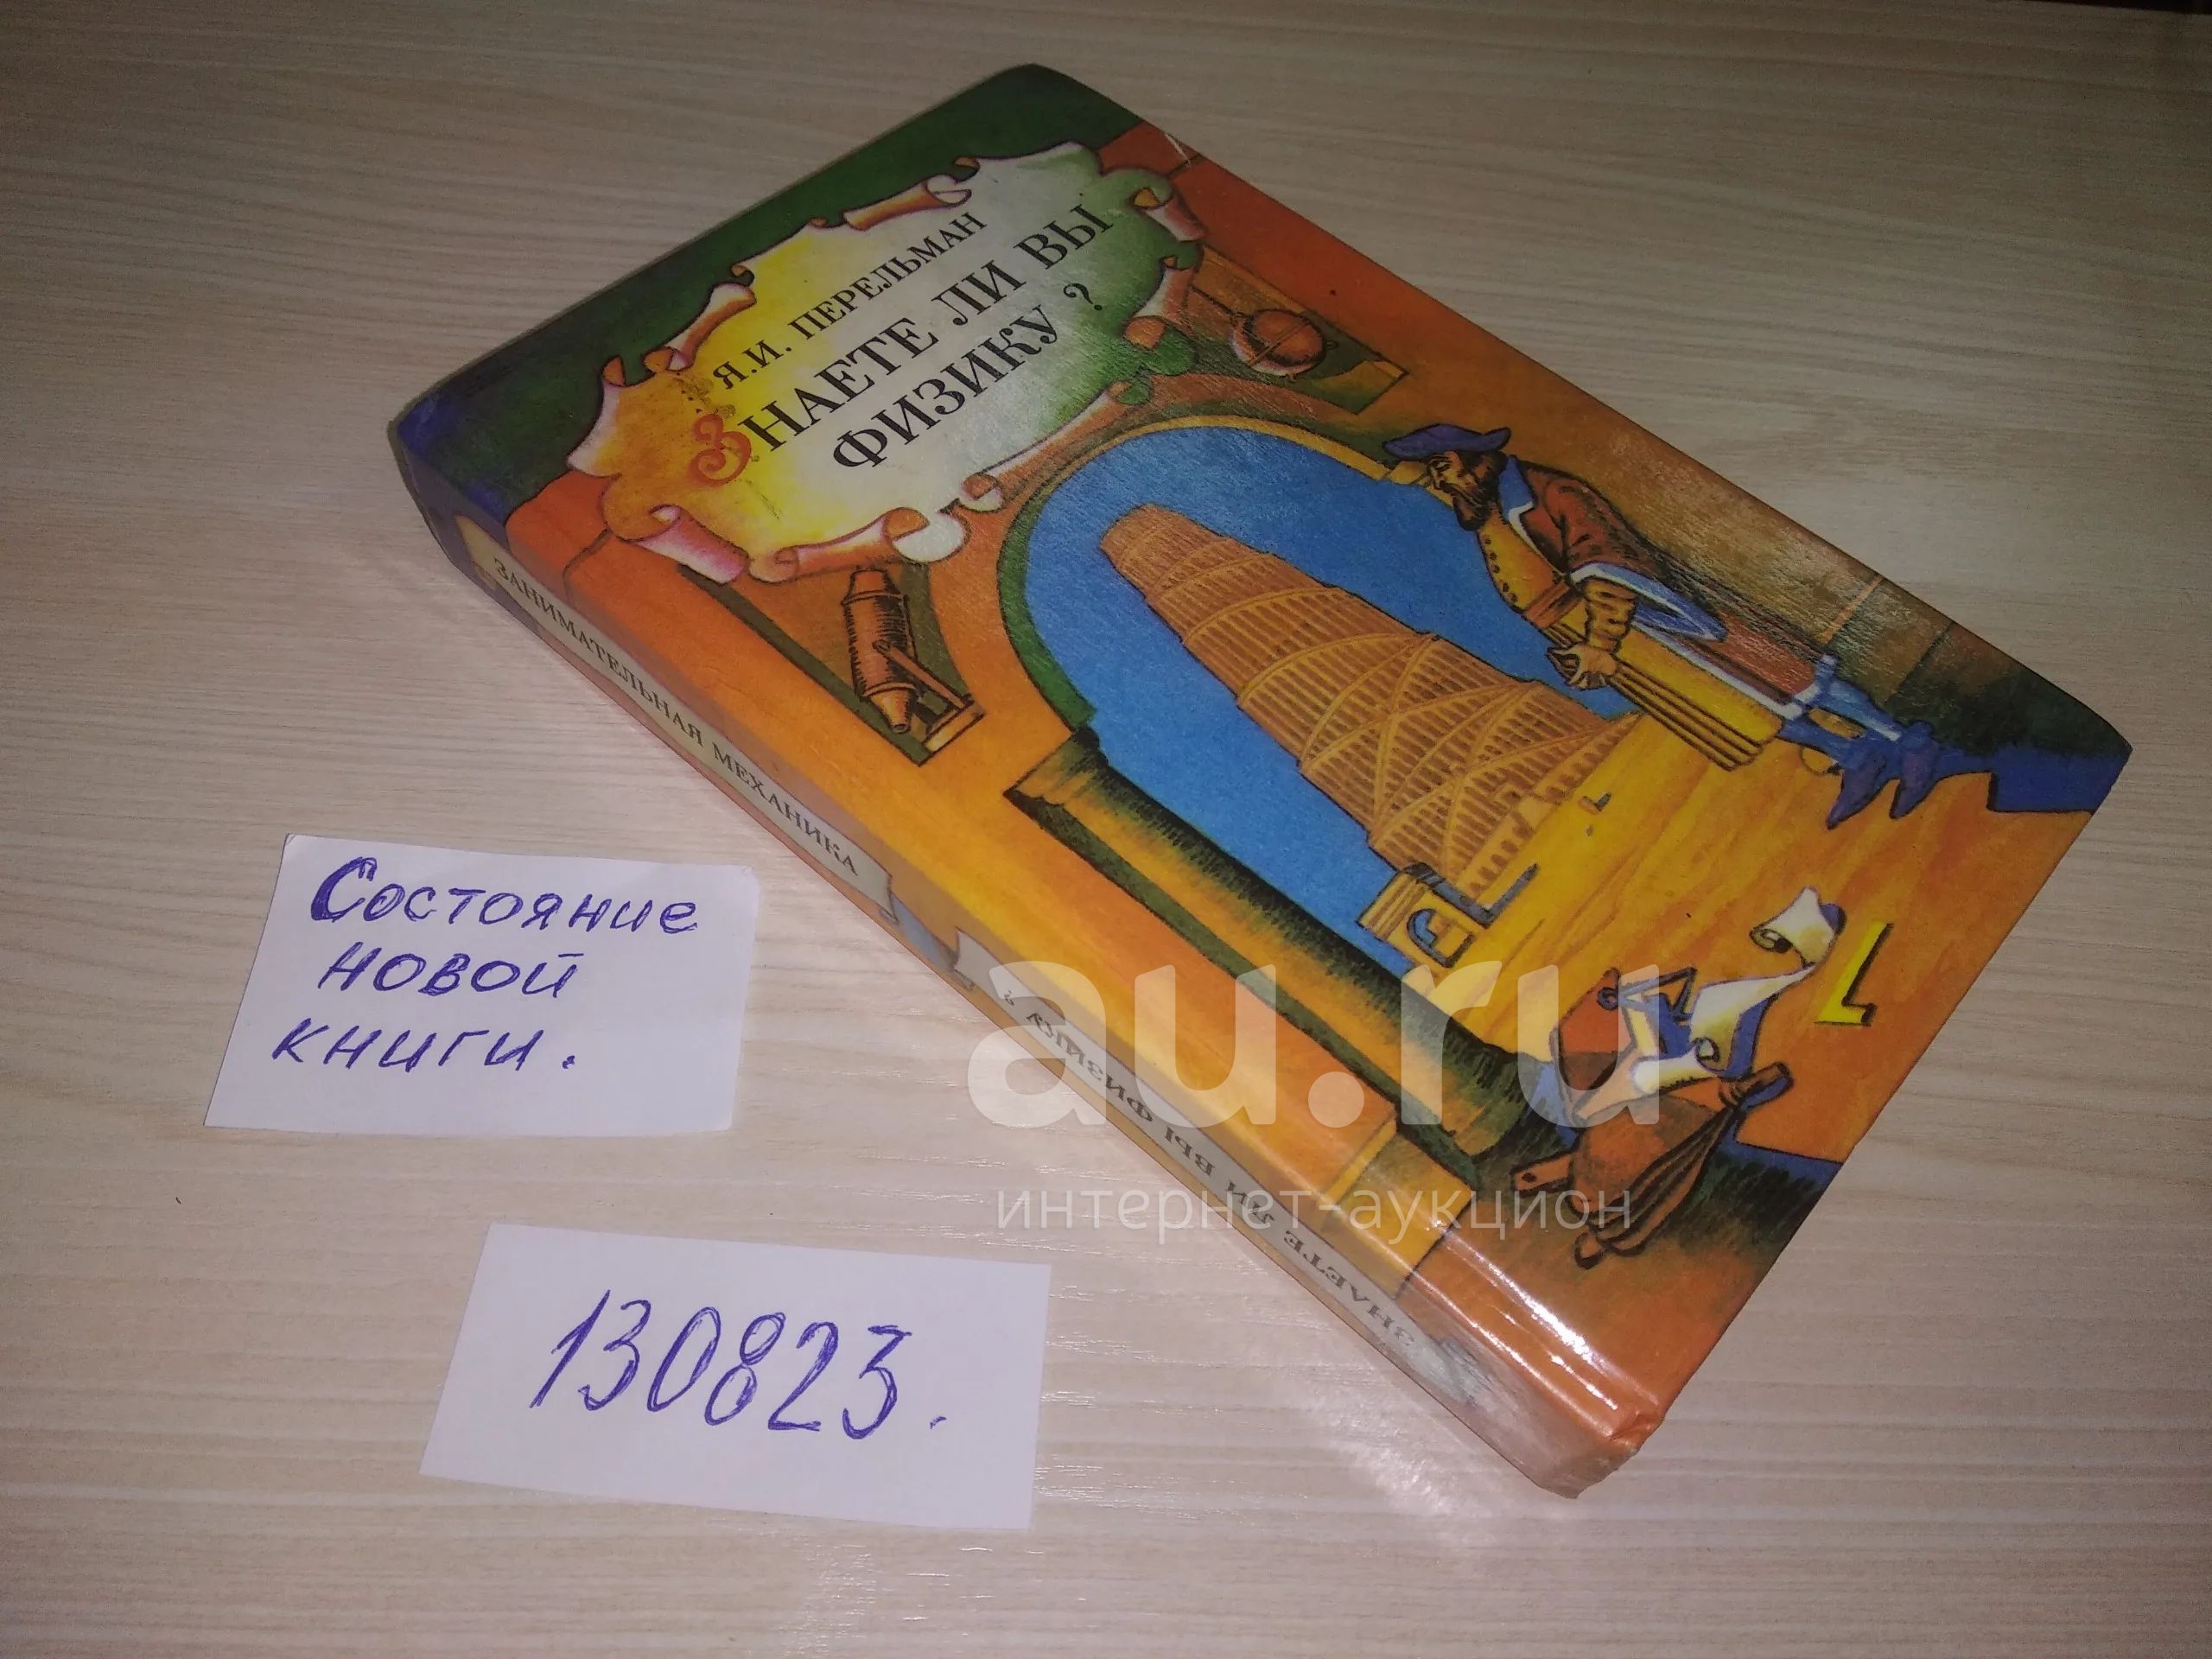 Я.И. ПЕРЕЛЬМАН
ЗНАЕТЕ ЛИ ВЫ
ФИЗИКУ ?
ЗАНИМАТЕЛЬНАЯ МЕХАНИКА
ЗНАЕТЕ ЛИ ВЫ ФИЗИКУ ?
Состояние
новой
книги.
130823.
au.ru
интернет-аукцион